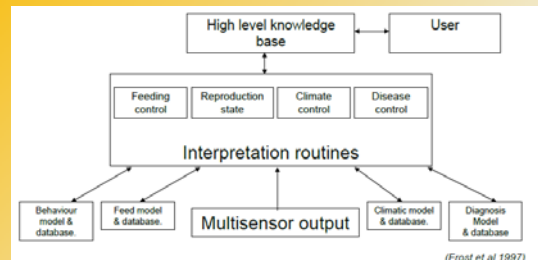 High level knowledge
base
User
Feeding
control
Reproduction
state
Climate
control
Disease
control
Interpretation routines
Behaviour
model &
database.
Feed model
& database.
Multisensor output
Climatic model
& database.
Diagnosis
Model
& database
(Frost et al 1997)